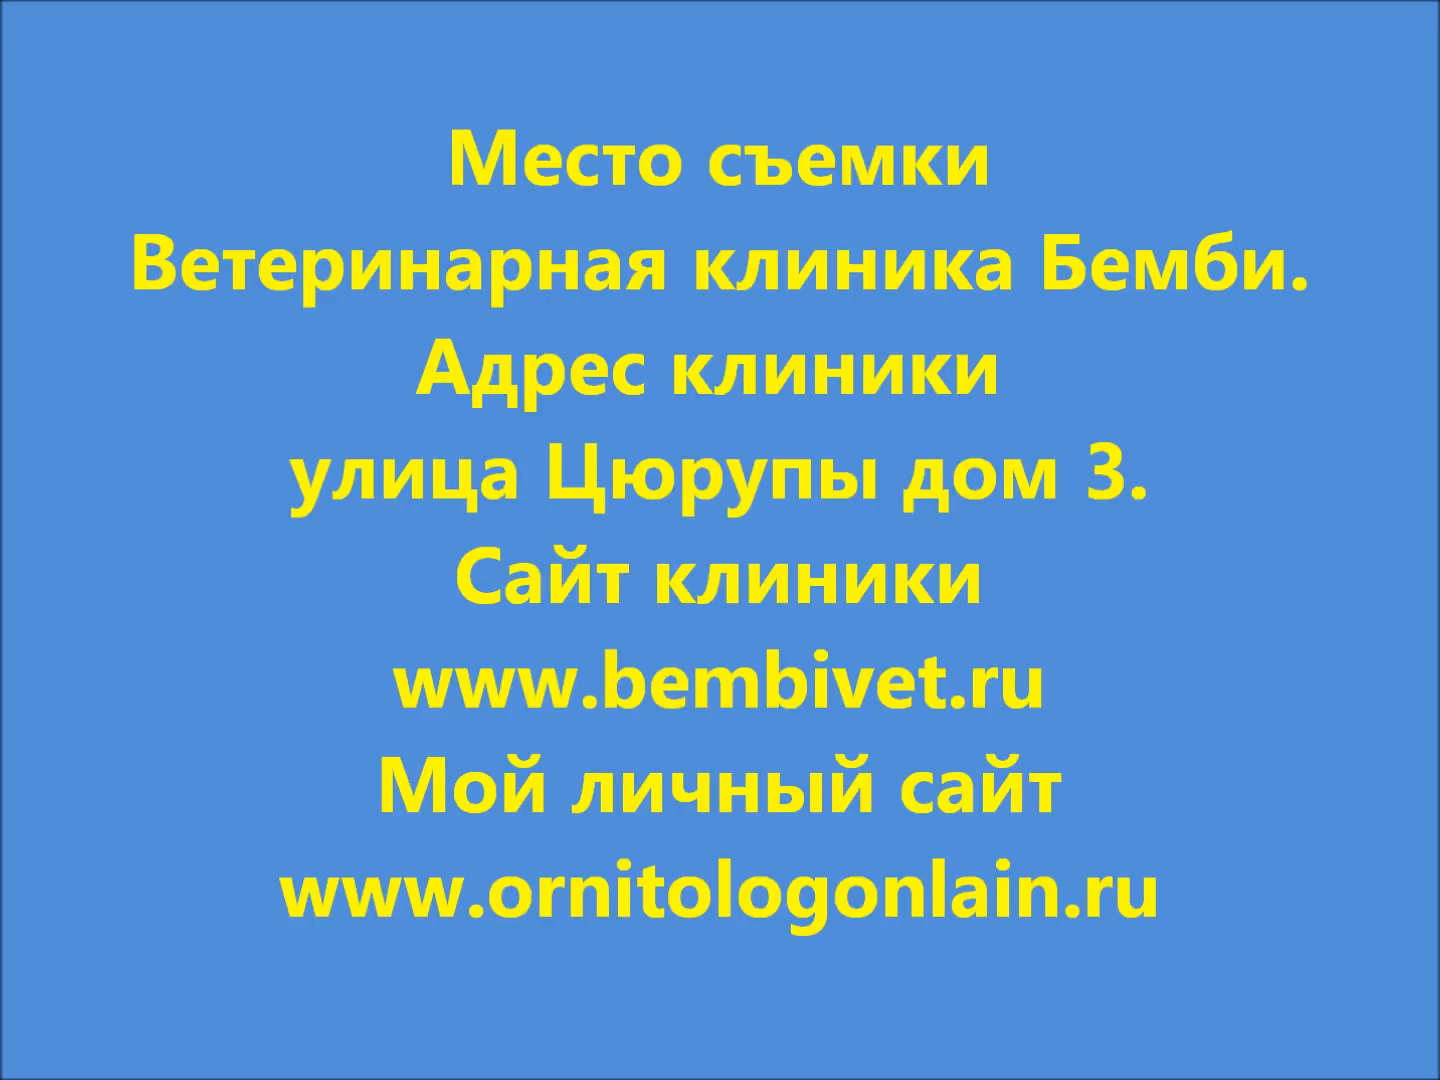 Место съемки
Ветеринарная клиника Бемби.
Адрес клиники
улица Цюрупы дом 3.
Сайт клиники
www.bembivet.ru
Мой личный сайт
www.ornitologonlain.ru